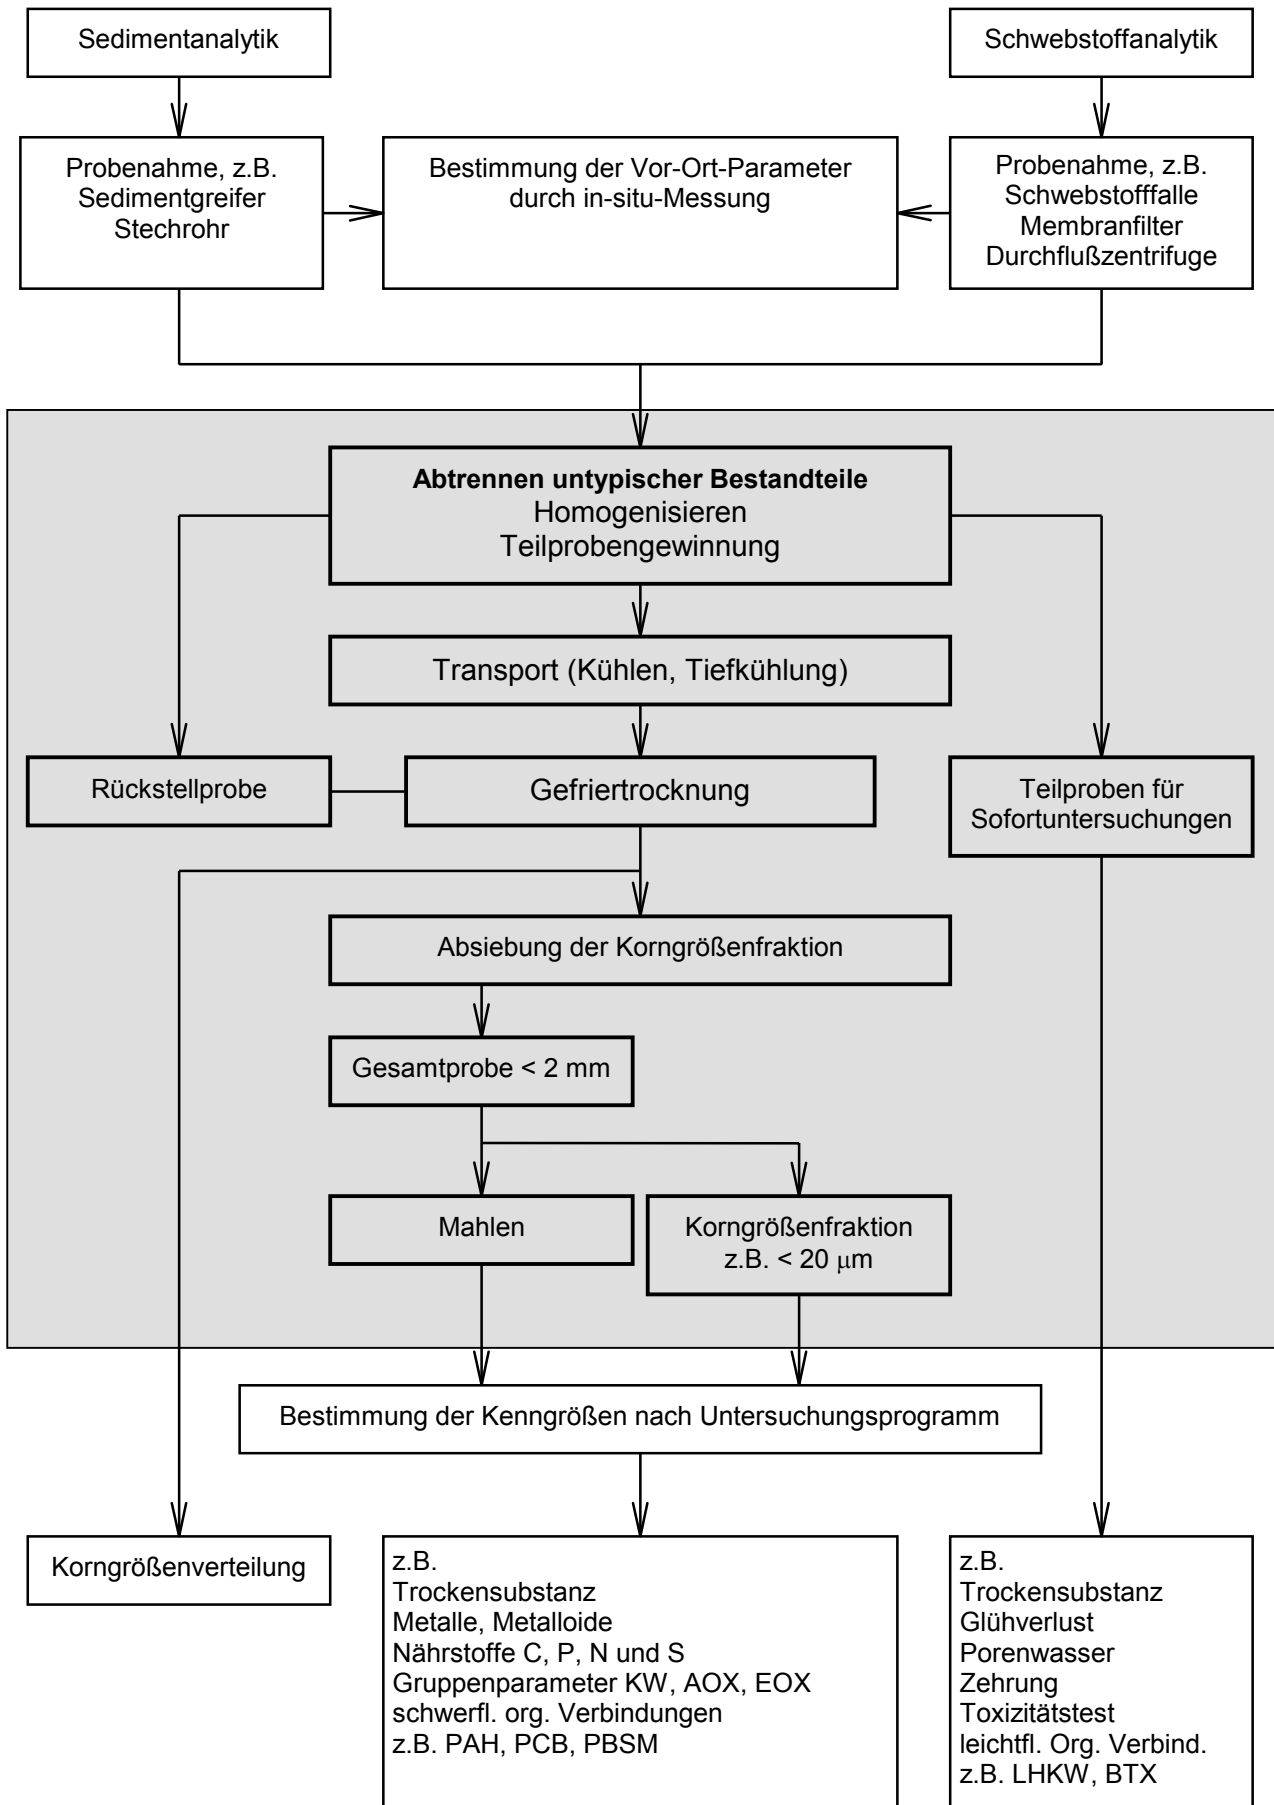 Sedimentanalytik
Schwebstoffanalytik
Probenahme, z.B.
Sedimentgreifer
Stechrohr
Bestimmung der Vor-Ort-Parameter
durch in-situ-Messung
Probenahme, z.B.
Schwebstofffalle
Membranfilter
Durchflußzentrifuge
Abtrennen untypischer Bestandteile
Homogenisieren
Teilprobengewinnung
Transport (Kühlen, Tiefkühlung)
Rückstellprobe
Gefriertrocknung
Teilproben für
Sofortuntersuchungen
Absiebung der Korngrößenfraktion
Gesamtprobe < 2 mm
Mahlen
Korngrößenfraktion
z.B. < 20 μm
Bestimmung der Kenngrößen nach Untersuchungsprogramm
Korngrößenverteilung
z.B.
Trockensubstanz
Metalle, Metalloide
Nährstoffe C, P, N und S
Gruppenparameter KW, AOX, EOX
schwerfl. org. Verbindungen
z.B. PAH, PCB, PBSM
z.B.
Trockensubstanz
Glühverlust
Porenwasser
Zehrung
Toxizitätstest
leichtfl. Org. Verbind.
z.B. LHKW, BTX